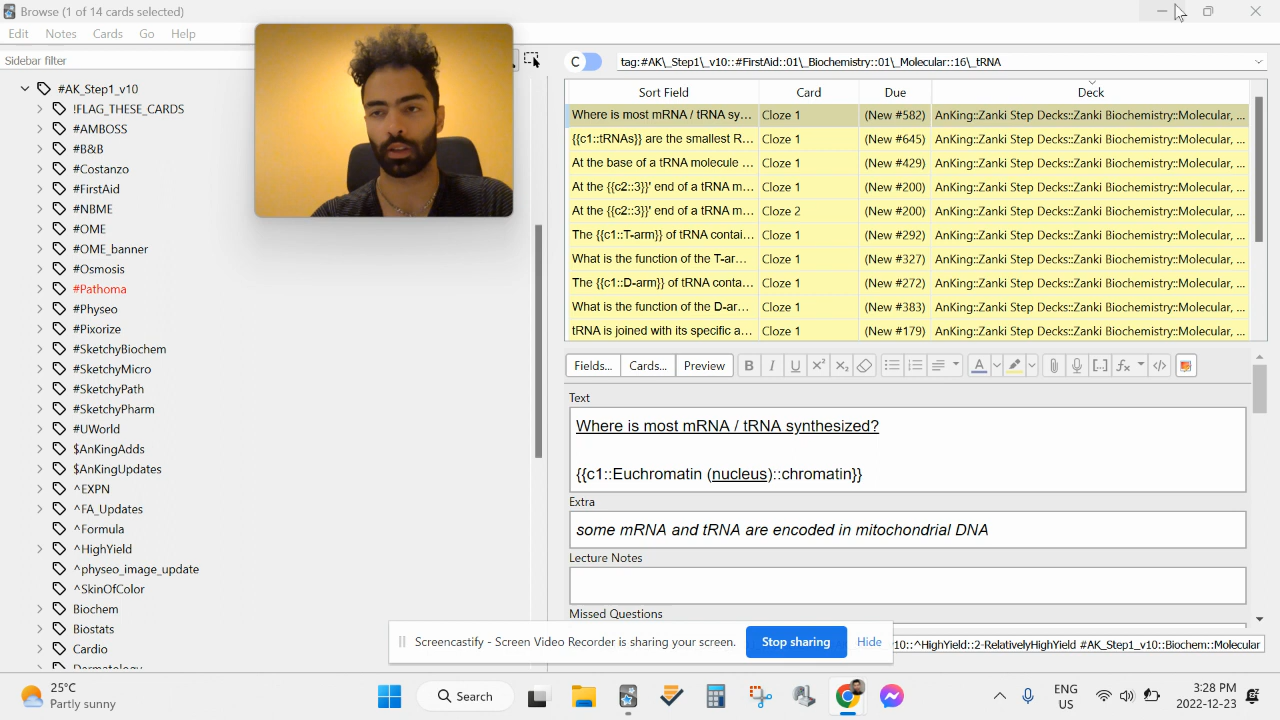 Browse (1 of 14 cards selected)
Edit Notes Cards Go Help
Sidebar filter
#AK_Step1_v10
!FLAG_THESE_CARDS
#AMBOSS
#B&B
#Costanzo
#FirstAid
#NBME
#OME
#OME_banner
#Osmosis
#Pathoma
#Physeo
#Pixorize
#SketchyBiochem
#SketchyMicro
#SketchyPath
#SketchyPharm
#UWorld
$AnKingAdds
$AnKingUpdates
^EXPN
^FA_Updates
^Formula
^HighYield
^physeo_image_update
^SkinOfColor
Biochem
Biostats
Cardio
Dermatology
C tag:#AK\_Step1\_v10::#FirstAid::01\_Biochemistry::01\_Molecular::16\_tRNA
Sort Field Card Due Deck
Where is most mRNA / tRNA sy... Cloze 1 (New #582) AnKing::Zanki Step Decks::Zanki Biochemistry::Molecular, ...
{{c1::tRNAs}} are the smallest R... Cloze 1 (New #645) AnKing::Zanki Step Decks::Zanki Biochemistry::Molecular, ...
At the base of a tRNA molecule ... Cloze 1 (New #429) AnKing::Zanki Step Decks::Zanki Biochemistry::Molecular, ...
At the {{c2::3}}' end of a tRNA m... Cloze 1 (New #200) AnKing::Zanki Step Decks::Zanki Biochemistry::Molecular, ...
At the {{c2::3}}' end of a tRNA m... Cloze 2 (New #200) AnKing::Zanki Step Decks::Zanki Biochemistry::Molecular, ...
The {{c1::T-arm}} of tRNA contai... Cloze 1 (New #292) AnKing::Zanki Step Decks::Zanki Biochemistry::Molecular, ...
What is the function of the T-ar... Cloze 1 (New #327) AnKing::Zanki Step Decks::Zanki Biochemistry::Molecular, ...
The {{c1::D-arm}} of tRNA conta... Cloze 1 (New #272) AnKing::Zanki Step Decks::Zanki Biochemistry::Molecular, ...
What is the function of the D-ar... Cloze 1 (New #383) AnKing::Zanki Step Decks::Zanki Biochemistry::Molecular, ...
tRNA is joined with its specific a... Cloze 1 (New #179) AnKing::Zanki Step Decks::Zanki Biochemistry::Molecular, ...
Fields... Cards... Preview B I U X² X₂ A fx </>
Text
Where is most mRNA / tRNA synthesized?
{{c1::Euchromatin (nucleus)::chromatin}}
Extra
some mRNA and tRNA are encoded in mitochondrial DNA
Lecture Notes
Missed Questions
Screencastify - Screen Video Recorder is sharing your screen. Stop sharing Hide
10::^HighYield::2-RelativelyHighYield #AK_Step1_v10::Biochem::Molecular
25°C
Partly sunny
Search
ENG
US
3:28 PM
2022-12-23